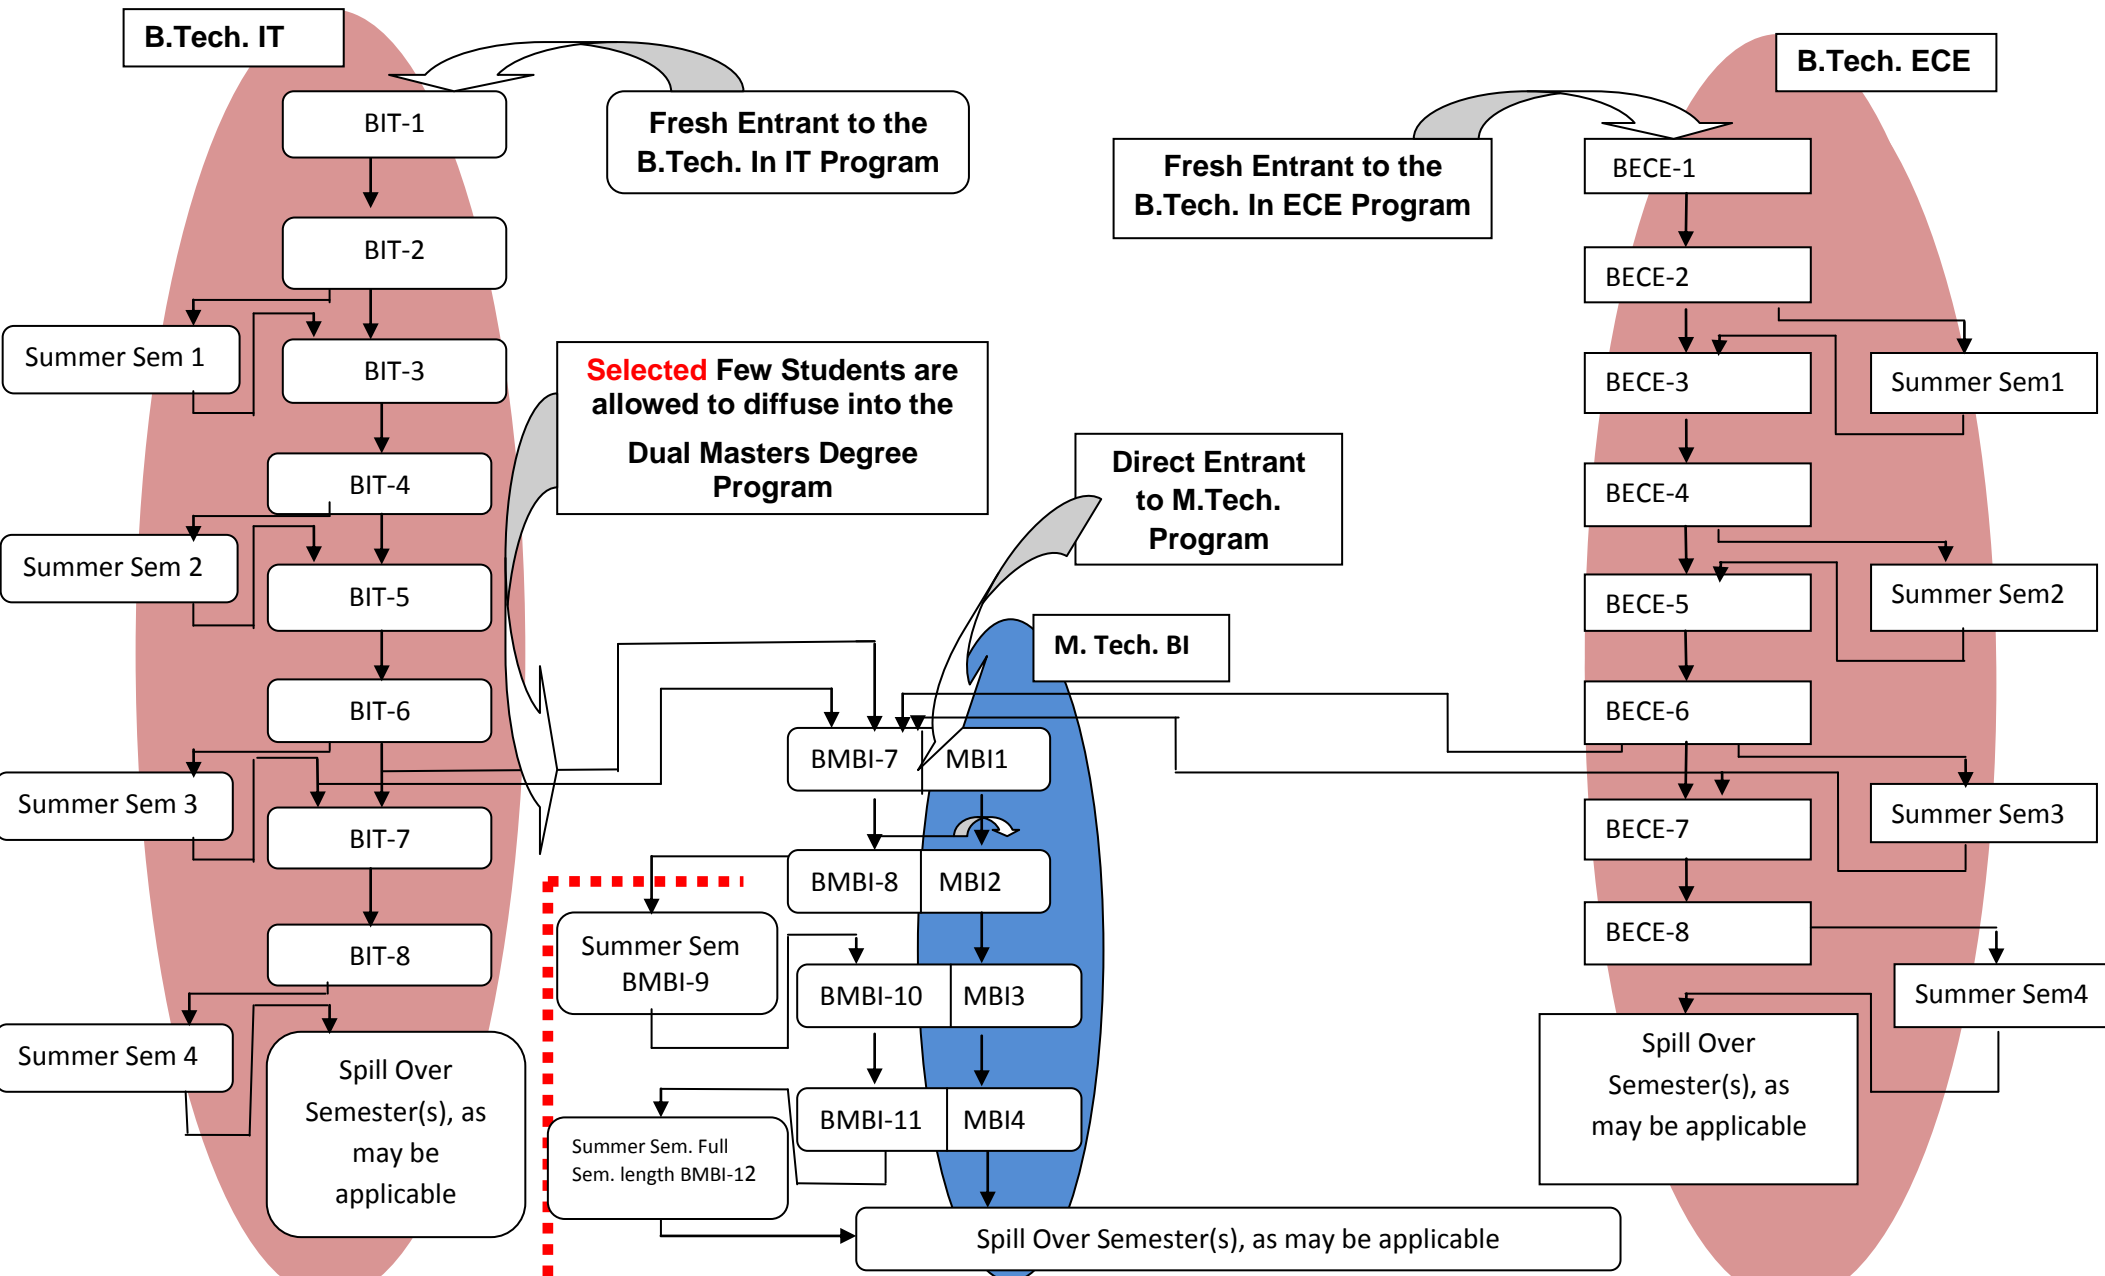 B.Tech. IT
BIT-1
BIT-2
Summer Sem 1
BIT-3
BIT-4
Summer Sem 2
BIT-5
BIT-6
Summer Sem 3
BIT-7
BIT-8
Summer Sem 4
Spill Over
Semester(s), as
may be
applicable
Fresh Entrant to the
B.Tech. In IT Program
Selected Few Students are
allowed to diffuse into the
Dual Masters Degree
Program
Direct Entrant
to M.Tech.
Program
M. Tech. BI
BMBI-7 MBI1
BMBI-8 MBI2
Summer Sem
BMBI-9
BMBI-10 MBI3
BMBI-11 MBI4
Summer Sem. Full
Sem. length BMBI-12
Spill Over Semester(s), as may be applicable
Fresh Entrant to the
B.Tech. In ECE Program
B.Tech. ECE
BECE-1
BECE-2
BECE-3
Summer Sem1
BECE-4
BECE-5
Summer Sem2
BECE-6
BECE-7
Summer Sem3
BECE-8
Summer Sem4
Spill Over
Semester(s), as
may be applicable